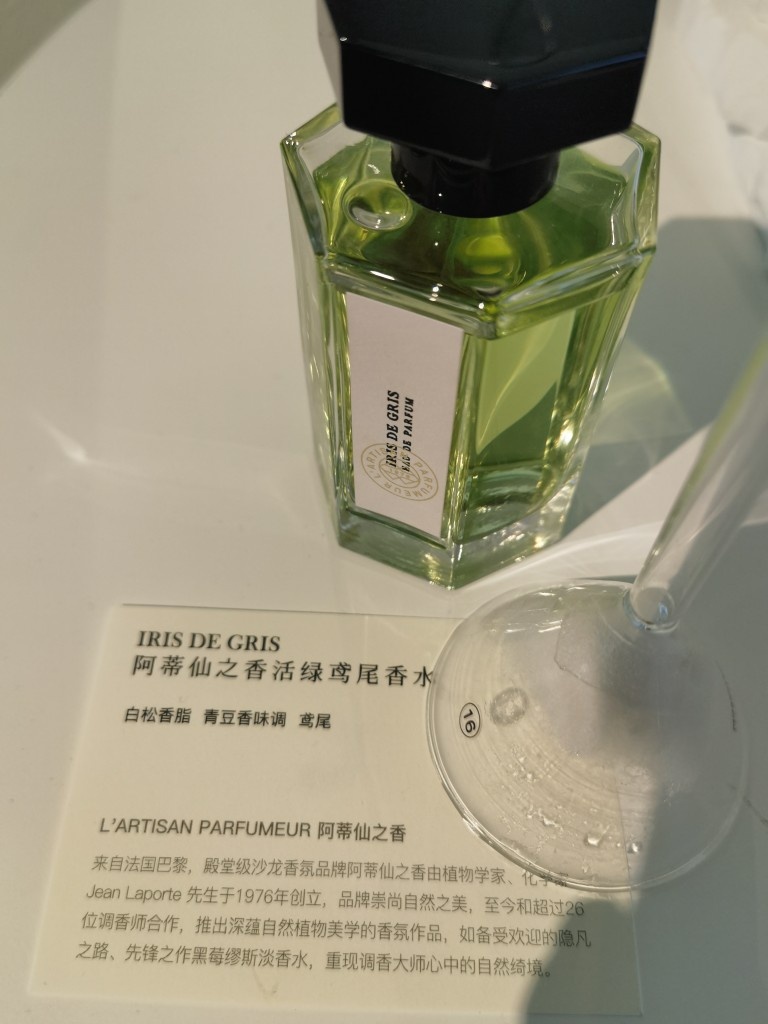 IRIS DE GRIS
EAU DE PARFUM
L'ARTISAN PARFUMEUR
IRIS DE GRIS
阿蒂仙之香活绿鸢尾香水
白松香脂 青豆香味调 鸢尾
16
L'ARTISAN PARFUMEUR 阿蒂仙之香
来自法国巴黎，殿堂级沙龙香氛品牌阿蒂仙之香由植物学家、化学家
Jean Laporte 先生于1976年创立，品牌崇尚自然之美，至今和超过26
位调香师合作，推出深蕴自然植物美学的香氛作品，如备受欢迎的隐凡
之路、先锋之作黑莓缪斯淡香水，重现调香大师心中的自然绮境。